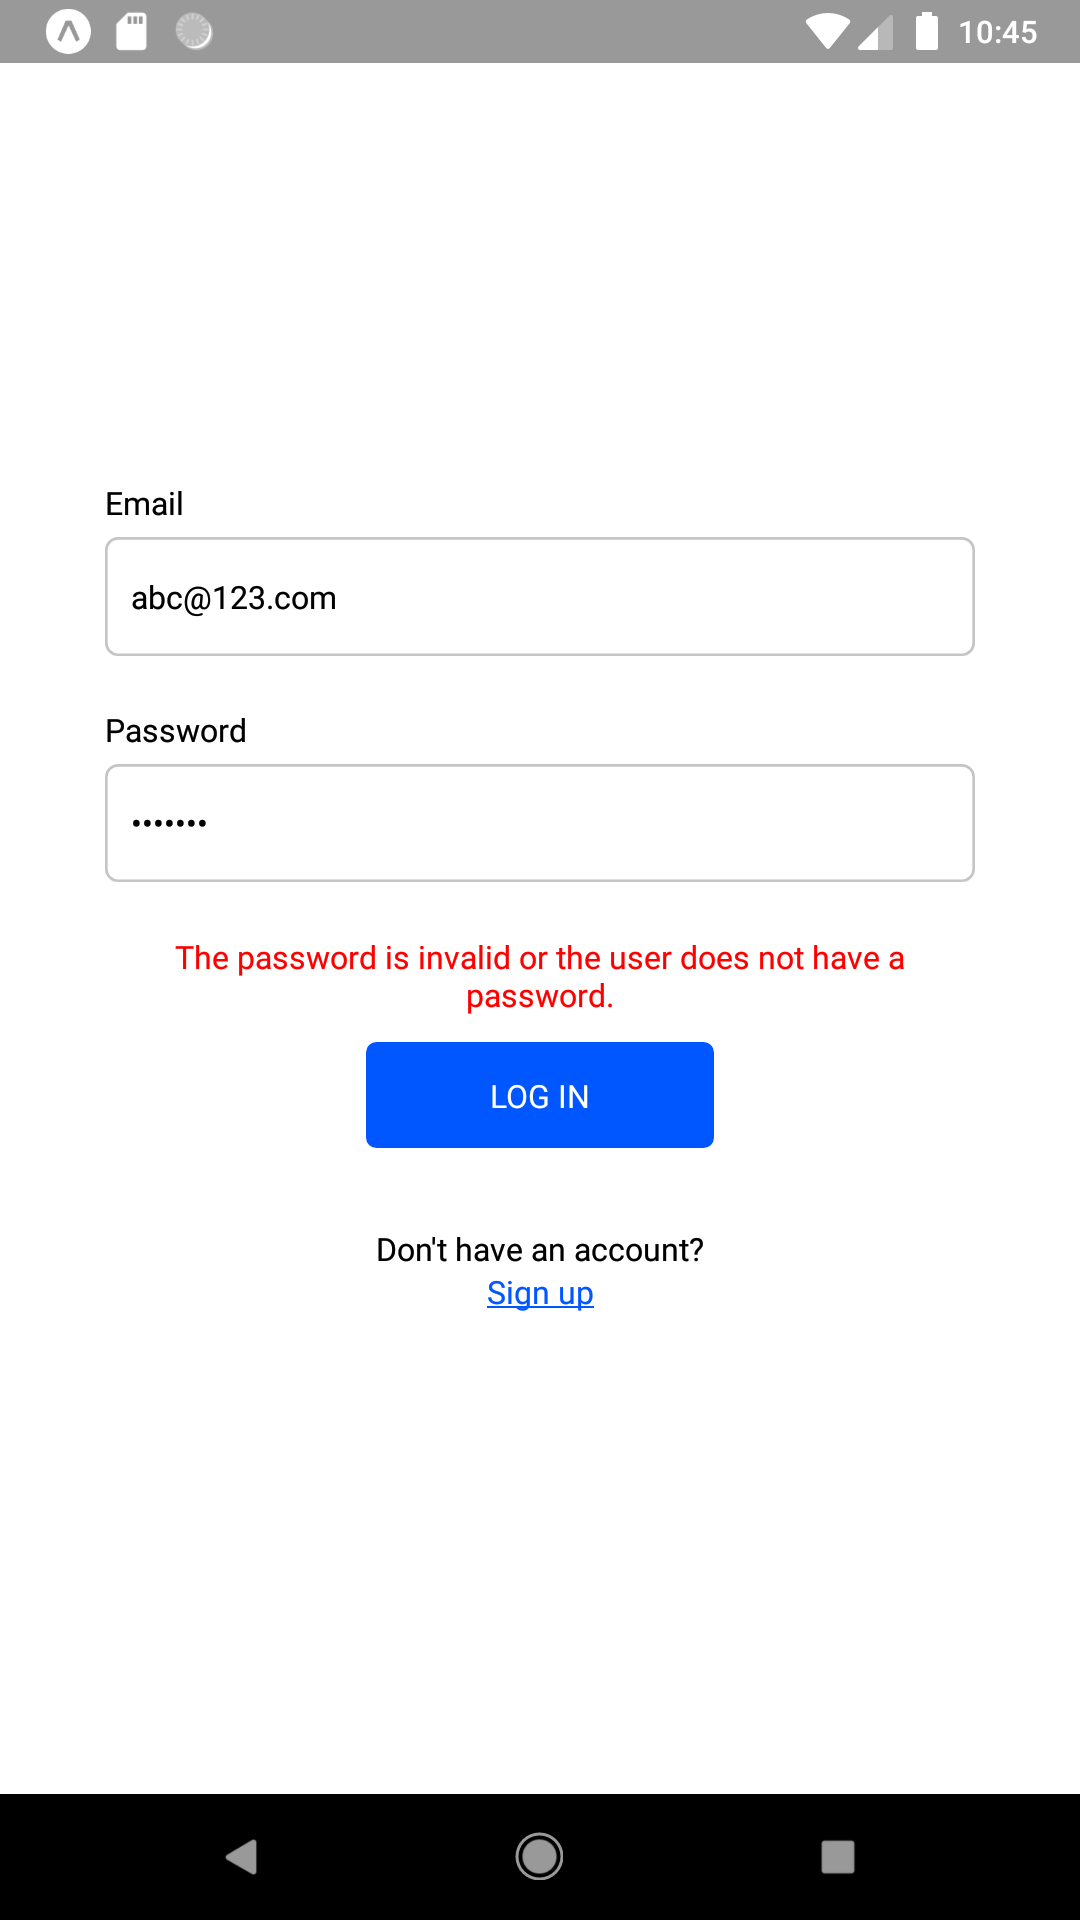 10:45
Email
abc@123.com
Password
•••••••
The password is invalid or the user does not have a
password.
LOG IN
Don't have an account?
Sign up